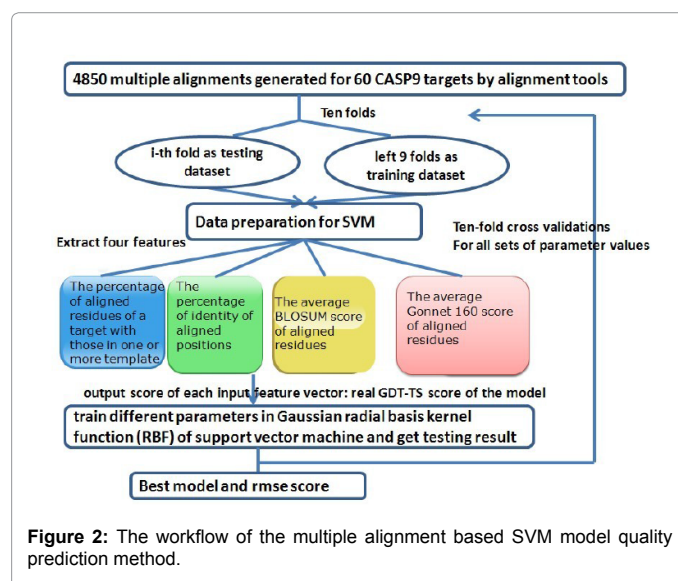 4850 multiple alignments generated for 60 CASP9 targets by alignment tools
Ten folds
i-th fold as testing
dataset
left 9 folds as
training dataset
Data preparation for SVM
Ten-fold cross validations
For all sets of parameter values
Extract four features
The percentage
of aligned
residues of a
target with
those in one or
more template
The
percentage
of identity of
aligned
positions
The average
BLOSUM score
of aligned
residues
The average
Gonnet 160 score
of aligned
residues
output score of each input feature vector: real GDT-TS score of the model
train different parameters in Gaussian radial basis kernel
function (RBF) of support vector machine and get testing result
Best model and rmse score
Figure 2: The workflow of the multiple alignment based SVM model quality
prediction method.